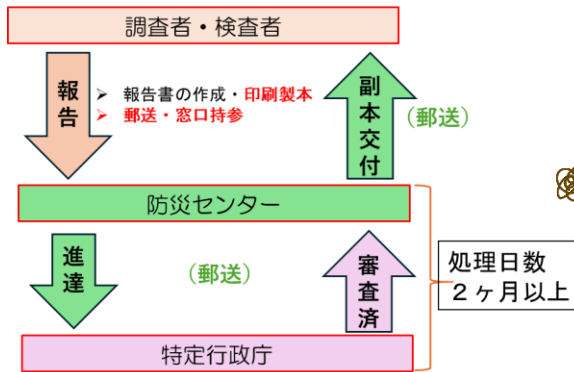 調査者・検査者
報告
➢ 報告書の作成・印刷製本
➢ 郵送・窓口持参
副本交付
(郵送)
防災センター
進達
(郵送)
審査済
処理日数
２ヶ月以上
特定行政庁